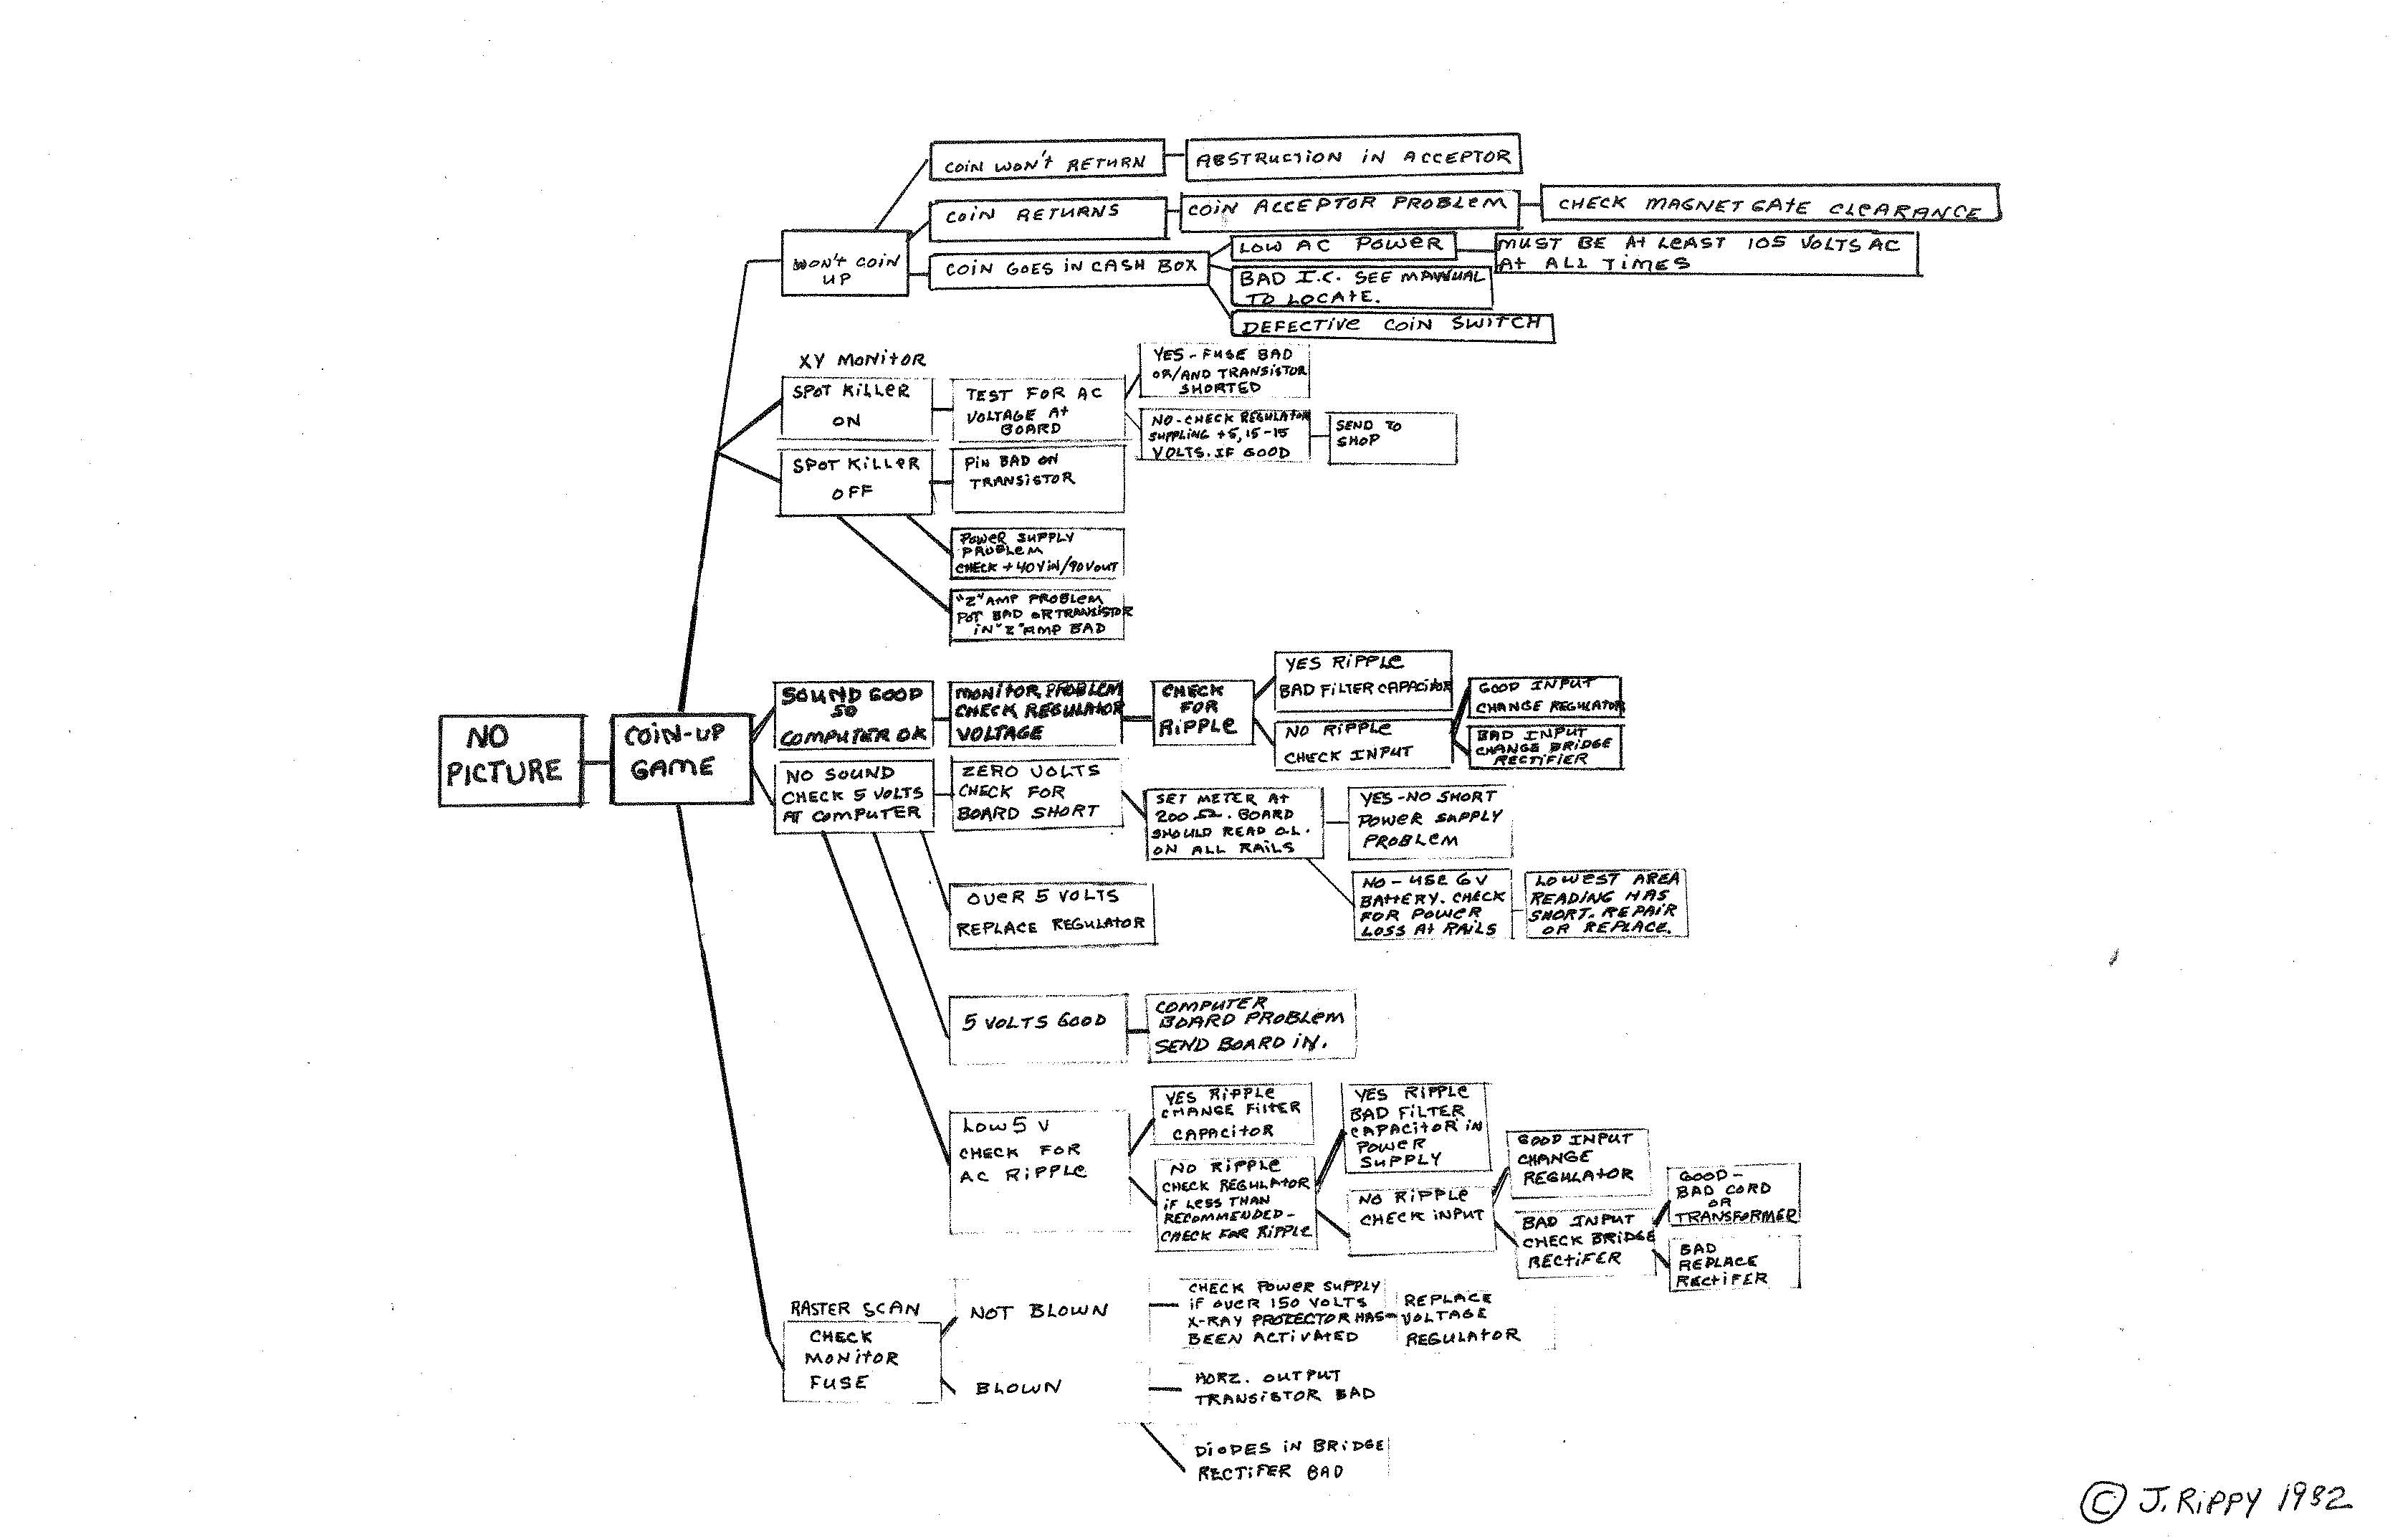 COIN WON'T RETURN
ABSTRUCTION IN ACCEPTOR
COIN RETURNS
COIN ACCEPTOR PROBLEM
CHECK MAGNET GATE CLEARANCE
WON'T COIN
UP
COIN GOES IN CASH BOX
LOW AC POWER
MUST BE AT LEAST 105 VOLTS AC
AT ALL TIMES
BAD I.C. SEE MANUAL
TO LOCATE.
DEFECTIVE COIN SWITCH
XY MONITOR
SPOT KILLER
ON
TEST FOR AC
VOLTAGE AT
BOARD
YES - FUSE BAD
OR/AND TRANSISTOR
SHORTED
NO - CHECK REGULATOR
SUPPLING +5, 15 -15
VOLTS. IF GOOD
SEND TO
SHOP
SPOT KILLER
OFF
PIN BAD ON
TRANSISTOR
POWER SUPPLY
PROBLEM
CHECK +40V IN/90V OUT
"Z" AMP PROBLEM
POT BAD OR TRANSISTOR
IN "Z" AMP BAD
NO
PICTURE
COIN-UP
GAME
SOUND GOOD
SO
COMPUTER OK
MONITOR PROBLEM
CHECK REGULATOR
VOLTAGE
CHECK
FOR
RIPPLE
YES RIPPLE
BAD FILTER CAPACITOR
NO RIPPLE
CHECK INPUT
GOOD INPUT
CHANGE REGULATOR
BAD INPUT
CHANGE BRIDGE
RECTIFIER
NO SOUND
CHECK 5 VOLTS
AT COMPUTER
ZERO VOLTS
CHECK FOR
BOARD SHORT
SET METER AT
200 Ω. BOARD
SHOULD READ O.L.
ON ALL RAILS
YES - NO SHORT
POWER SUPPLY
PROBLEM
NO - USE 6V
BATTERY. CHECK
FOR POWER
LOSS AT RAILS
LOWEST AREA
READING HAS
SHORT. REPAIR
OR REPLACE.
OVER 5 VOLTS
REPLACE REGULATOR
5 VOLTS GOOD
COMPUTER
BOARD PROBLEM
SEND BOARD IN.
LOW 5 V
CHECK FOR
AC RIPPLE
YES RIPPLE
CHANGE FILTER
CAPACITOR
NO RIPPLE
CHECK REGULATOR
IF LESS THAN
RECOMMENDED -
CHECK FOR RIPPLE
YES RIPPLE
BAD FILTER
CAPACITOR IN
POWER
SUPPLY
NO RIPPLE
CHECK INPUT
GOOD INPUT
CHANGE
REGULATOR
BAD INPUT
CHECK BRIDGE
RECTIFER
GOOD -
BAD CORD
OR
TRANSFORMER
BAD
REPLACE
RECTIFER
RASTER SCAN
CHECK
MONITOR
FUSE
NOT BLOWN
CHECK POWER SUPPLY
IF OVER 150 VOLTS
X-RAY PROTECTOR HAS
BEEN ACTIVATED
REPLACE
VOLTAGE
REGULATOR
BLOWN
HORZ. OUTPUT
TRANSISTOR BAD
DIODES IN BRIDGE
RECTIFER BAD
© J. RIPPY 1982